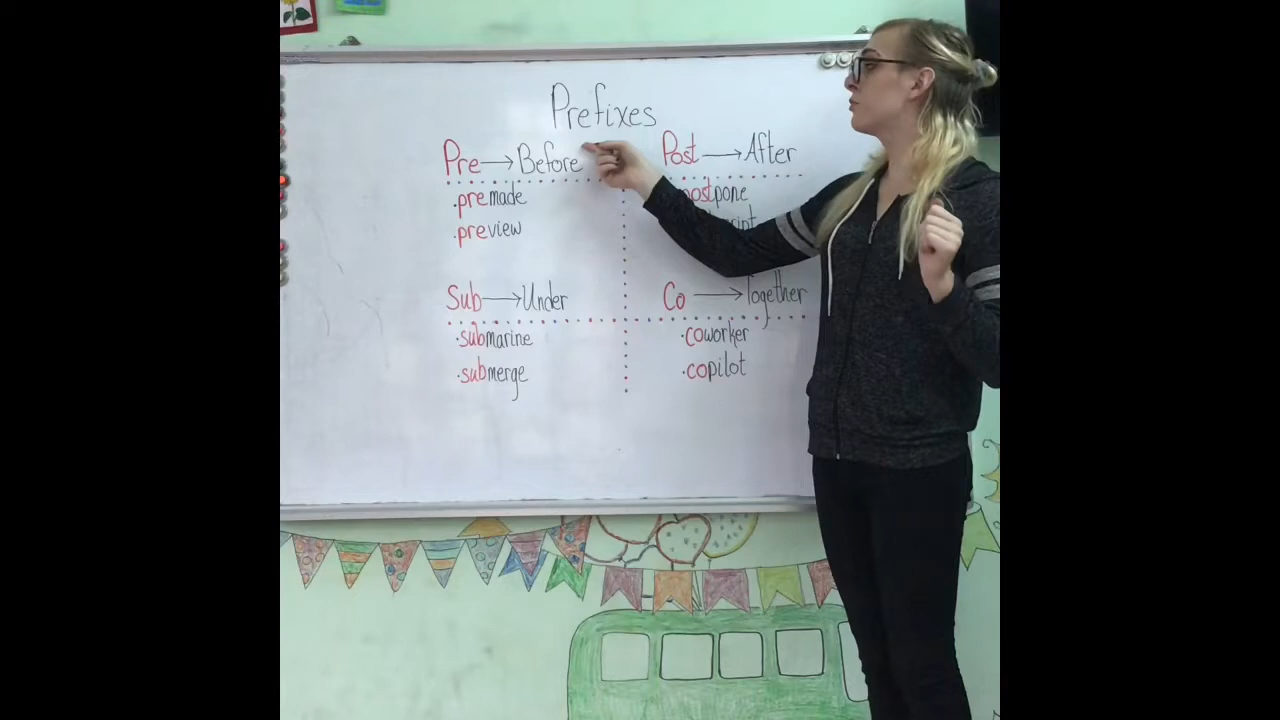 Prefixes
Pre→Before
.premade
.preview
Post→After
postpone
Sub→Under
.submarine
.submerge
Co→Together
.coworker
.copilot